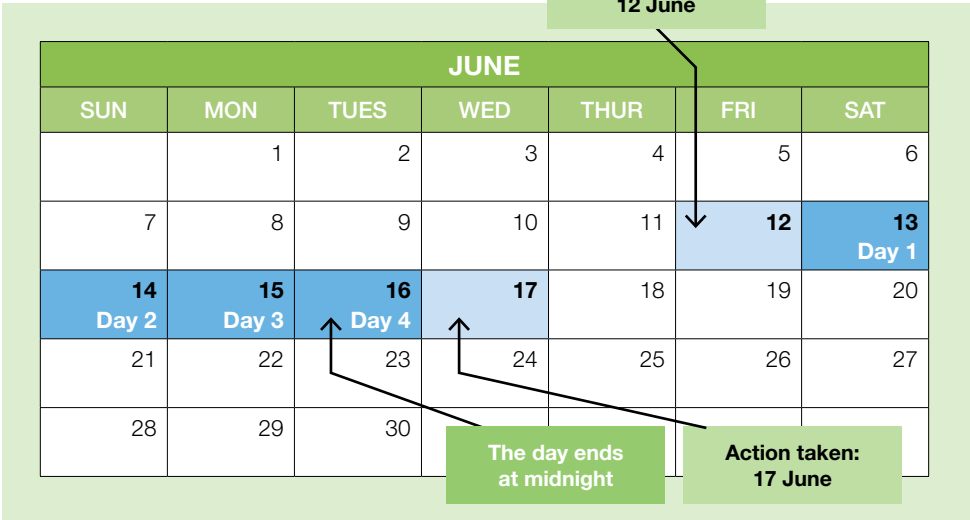 12 June
JUNE
SUN MON TUES WED THUR FRI SAT
1 2 3 4 5 6
7 8 9 10 11 12 13
Day 1
14 15 16 17 18 19 20
Day 2 Day 3 Day 4
21 22 23 24 25 26 27
28 29 30
The day ends
at midnight
Action taken:
17 June